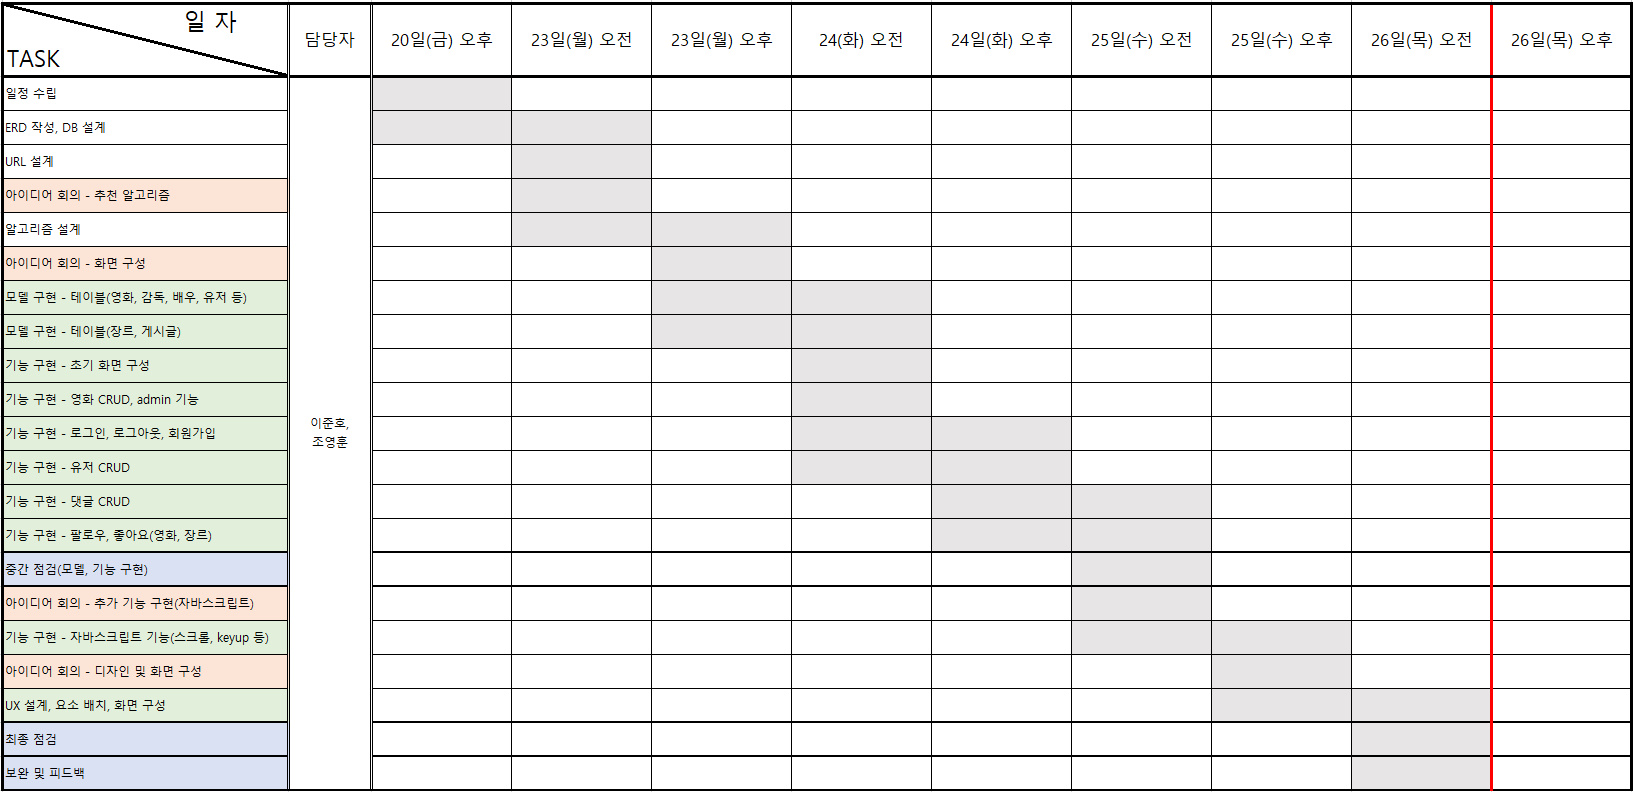 일 자
TASK
담당자
20일(금) 오후
23일(월) 오전
23일(월) 오후
24(화) 오전
24일(화) 오후
25일(수) 오전
25일(수) 오후
26일(목) 오전
26일(목) 오후
일정 수립
ERD 작성, DB 설계
URL 설계
아이디어 회의 - 추천 알고리즘
알고리즘 설계
아이디어 회의 - 화면 구성
모델 구현 - 테이블(영화, 감독, 배우, 유저 등)
모델 구현 - 테이블(장르, 게시글)
기능 구현 - 초기 화면 구성
기능 구현 - 영화 CRUD, admin 기능
기능 구현 - 로그인, 로그아웃, 회원가입
이준호,
조영훈
기능 구현 - 유저 CRUD
기능 구현 - 댓글 CRUD
기능 구현 - 팔로우, 좋아요(영화, 장르)
중간 점검(모델, 기능 구현)
아이디어 회의 - 추가 기능 구현(자바스크립트)
기능 구현 - 자바스크립트 기능(스크롤, keyup 등)
아이디어 회의 - 디자인 및 화면 구성
UX 설계, 요소 배치, 화면 구성
최종 점검
보완 및 피드백